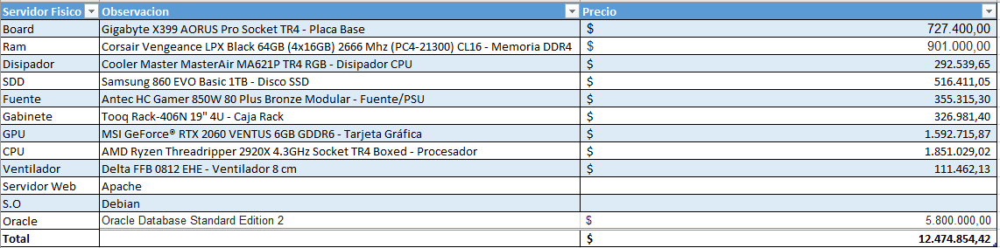 Servidor Fisico Observacion Precio
Board Gigabyte X399 AORUS Pro Socket TR4 - Placa Base $ 727.400,00
Ram Corsair Vengeance LPX Black 64GB (4x16GB) 2666 Mhz (PC4-21300) CL16 - Memoria DDR4 $ 901.000,00
Disipador Cooler Master MasterAir MA621P TR4 RGB - Disipador CPU $ 292.539,65
SDD Samsung 860 EVO Basic 1TB - Disco SSD $ 516.411,05
Fuente Antec HC Gamer 850W 80 Plus Bronze Modular - Fuente/PSU $ 355.315,30
Gabinete Tooq Rack-406N 19" 4U - Caja Rack $ 326.981,40
GPU MSI GeForce® RTX 2060 VENTUS 6GB GDDR6 - Tarjeta Gráfica $ 1.592.715,87
CPU AMD Ryzen Threadripper 2920X 4.3GHz Socket TR4 Boxed - Procesador $ 1.851.029,02
Ventilador Delta FFB 0812 EHE - Ventilador 8 cm $ 111.462,13
Servidor Web Apache
S.O Debian
Oracle Oracle Database Standard Edition 2 $ 5.800.000,00
Total $ 12.474.854,42